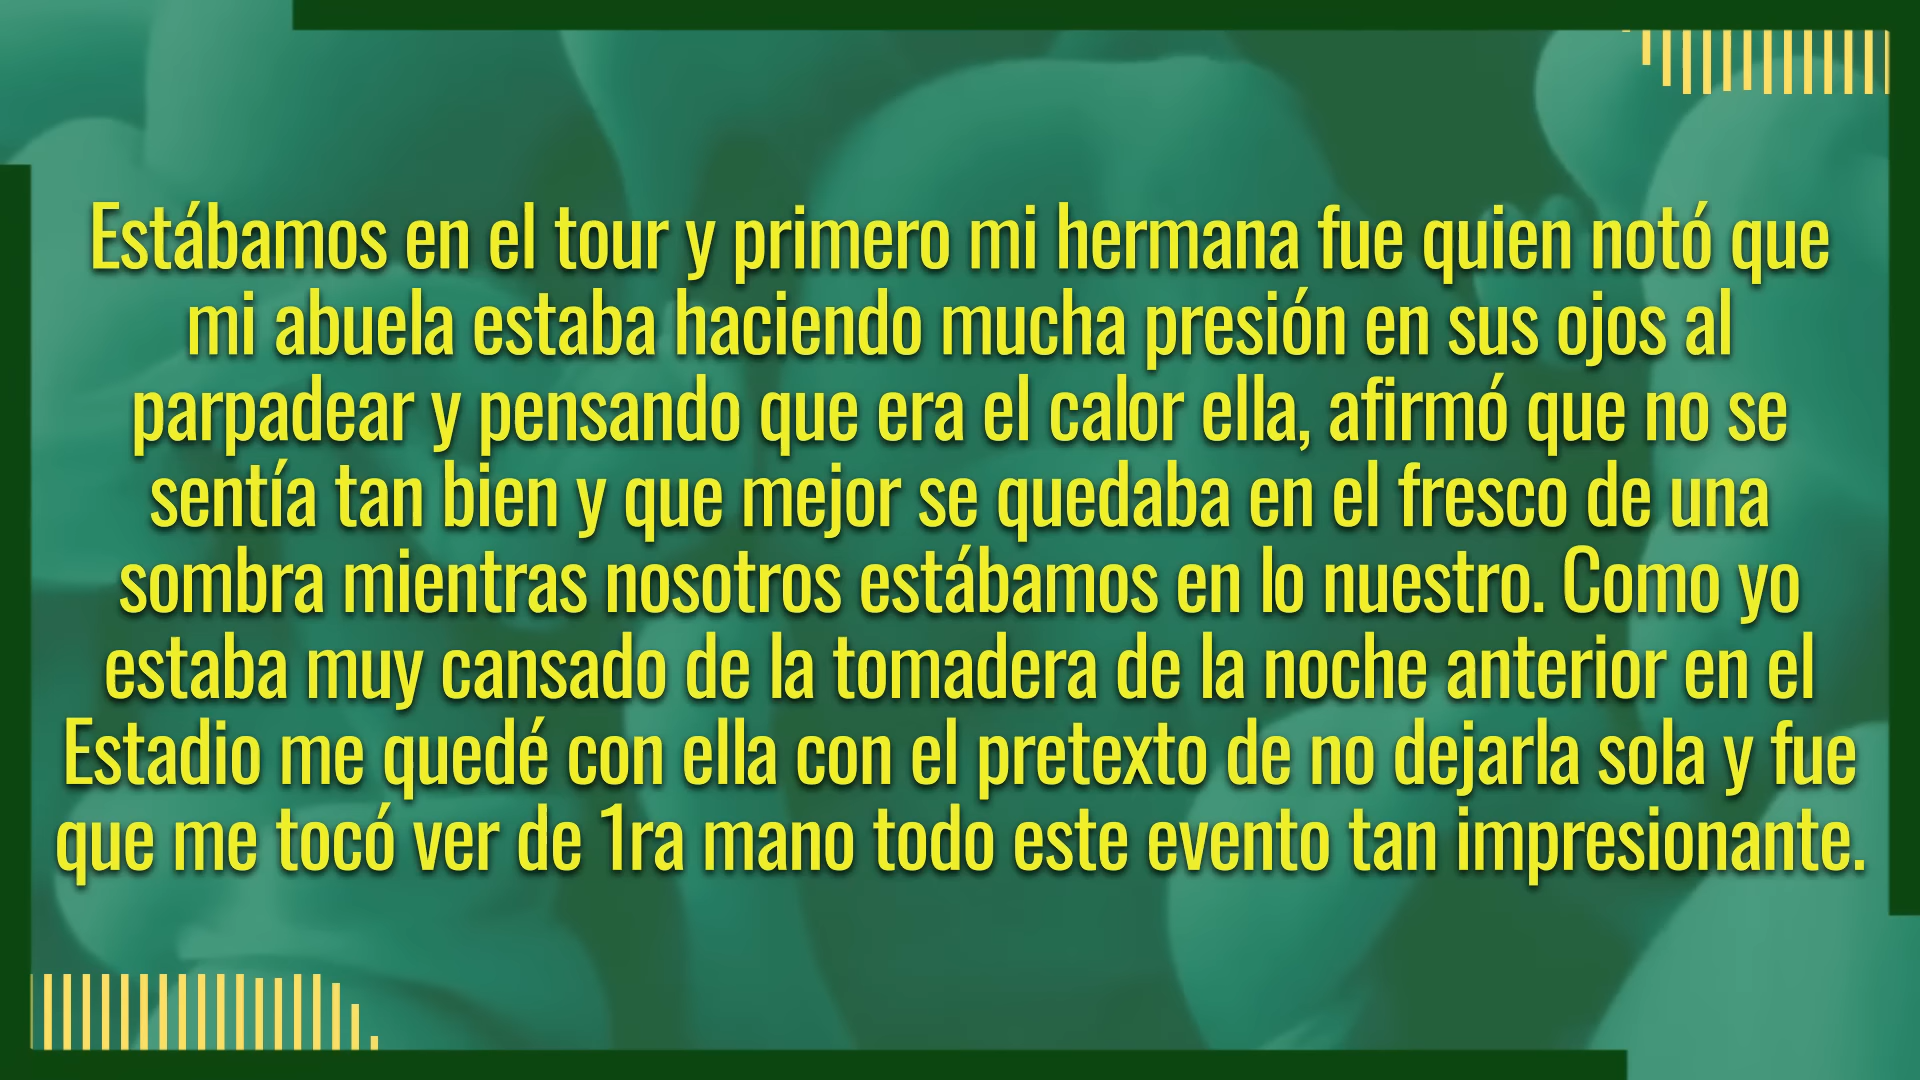 Estábamos en el tour y primero mi hermana fue quien notó que
mi abuela estaba haciendo mucha presión en sus ojos al
parpadear y pensando que era el calor ella, afirmó que no se
sentía tan bien y que mejor se quedaba en el fresco de una
sombra mientras nosotros estábamos en lo nuestro. Como yo
estaba muy cansado de la tomadera de la noche anterior en el
Estadio me quedé con ella con el pretexto de no dejarla sola y fue
que me tocó ver de 1ra mano todo este evento tan impresionante.